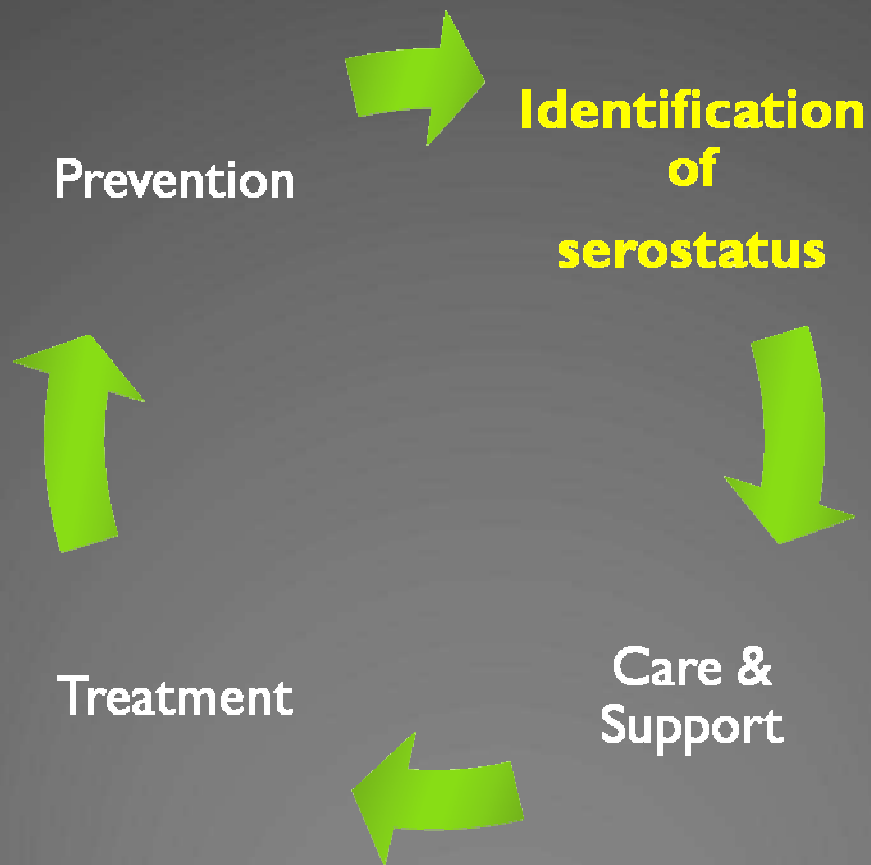 Identification
of
serostatus
Prevention
Care &
Support
Treatment